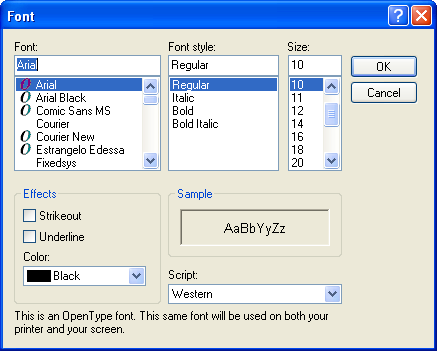 Font
Font:
Font style:
Size:
Arial
Regular
10
OK
Cancel
Arial
Arial Black
Comic Sans MS
Courier
Courier New
Estrangelo Edessa
Fixedsys
Regular
Italic
Bold
Bold Italic
10
11
12
14
16
18
20
Effects
Strikeout
Underline
Color:
Black
Sample
AaBbYyZz
Script:
Western
This is an OpenType font. This same font will be used on both your
printer and your screen.